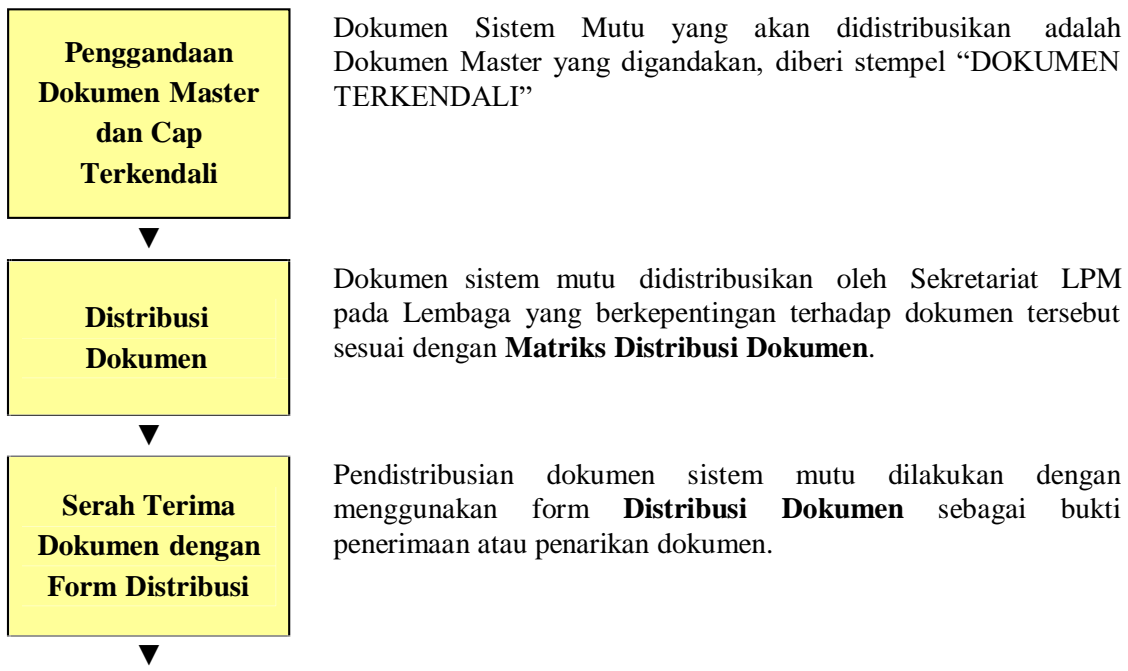 Penggandaan
Dokumen Master
dan Cap
Terkendali
Dokumen Sistem Mutu yang akan didistribusikan adalah
Dokumen Master yang digandakan, diberi stempel “DOKUMEN
TERKENDALI”
▼
Distribusi
Dokumen
Dokumen sistem mutu didistribusikan oleh Sekretariat LPM
pada Lembaga yang berkepentingan terhadap dokumen tersebut
sesuai dengan Matriks Distribusi Dokumen.
▼
Serah Terima
Dokumen dengan
Form Distribusi
Pendistribusian dokumen sistem mutu dilakukan dengan
menggunakan form Distribusi Dokumen sebagai bukti
penerimaan atau penarikan dokumen.
▼